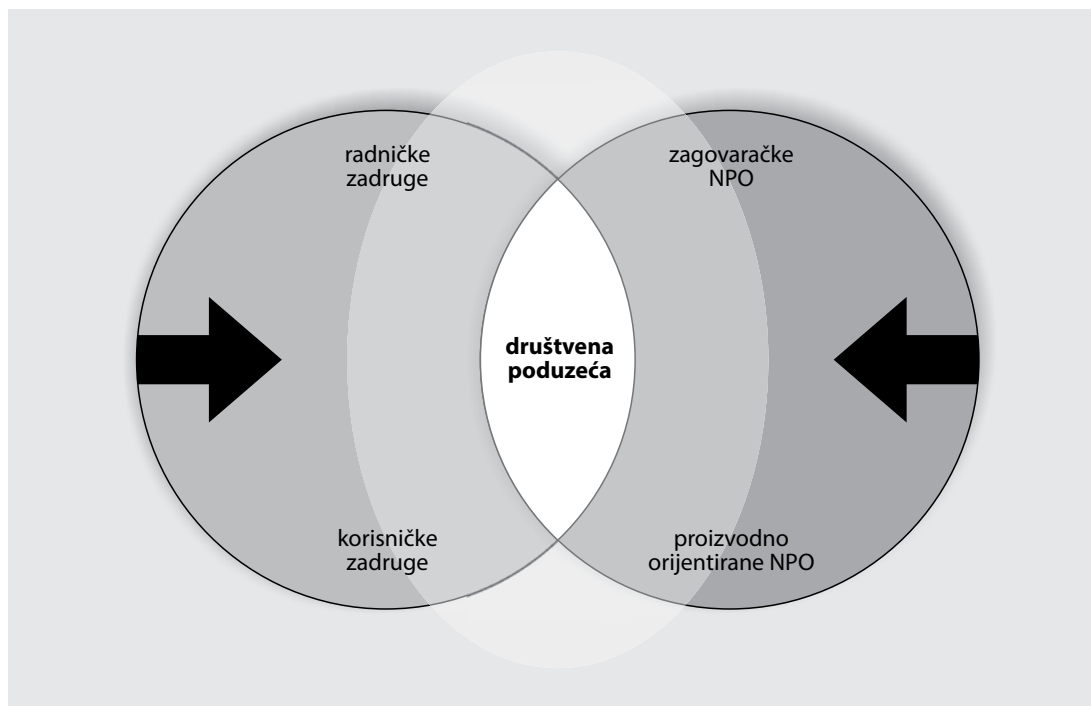 radničke
zadruge
zagovaračke
NPO
društvena
poduzeća
korisničke
zadruge
proizvodno
orijentirane NPO